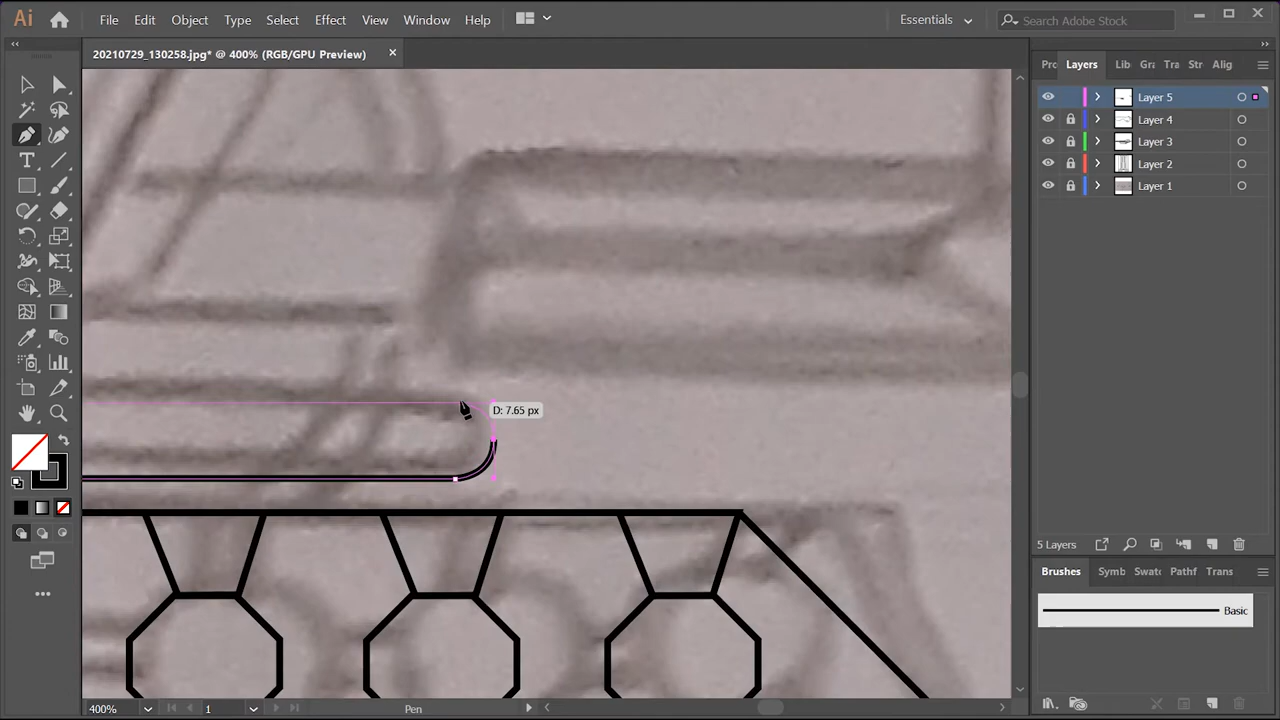 Ai File Edit Object Type Select Effect View Window Help Essentials Search Adobe Stock
20210729_130258.jpg* @ 400% (RGB/GPU Preview)
Pro Layers Lib Gra Tra Str Alig
Layer 5
Layer 4
Layer 3
Layer 2
Layer 1
D: 7.65 px
5 Layers
Brushes Symb Swatc Pathf Trans
Basic
400% 1 Pen